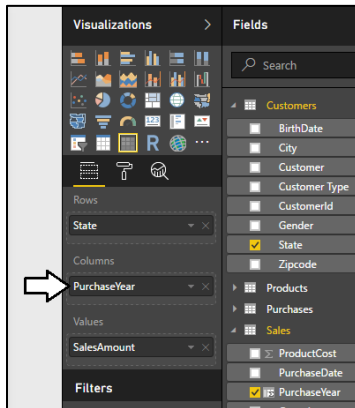 Visualizations
Fields
Search
R
123
Rows
State
Columns
PurchaseYear
Values
SalesAmount
Filters
Customers
BirthDate
City
Customer
Customer Type
CustomerId
Gender
State
Zipcode
Products
Purchases
Sales
Σ ProductCost
PurchaseDate
PurchaseYear